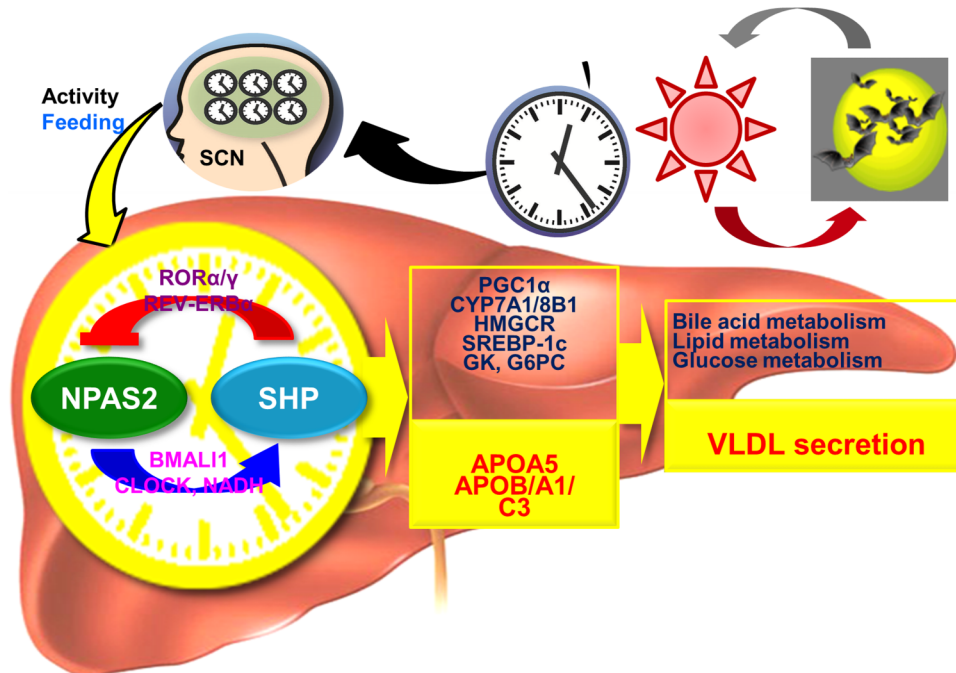 Activity
Feeding
SCN
RORα/γ
REV-ERBα
NPAS2
SHP
BMALI1
CLOCK, NADH
PGC1α
CYP7A1/8B1
HMGCR
SREBP-1c
GK, G6PC
APOA5
APOB/A1/
C3
Bile acid metabolism
Lipid metabolism
Glucose metabolism
VLDL secretion